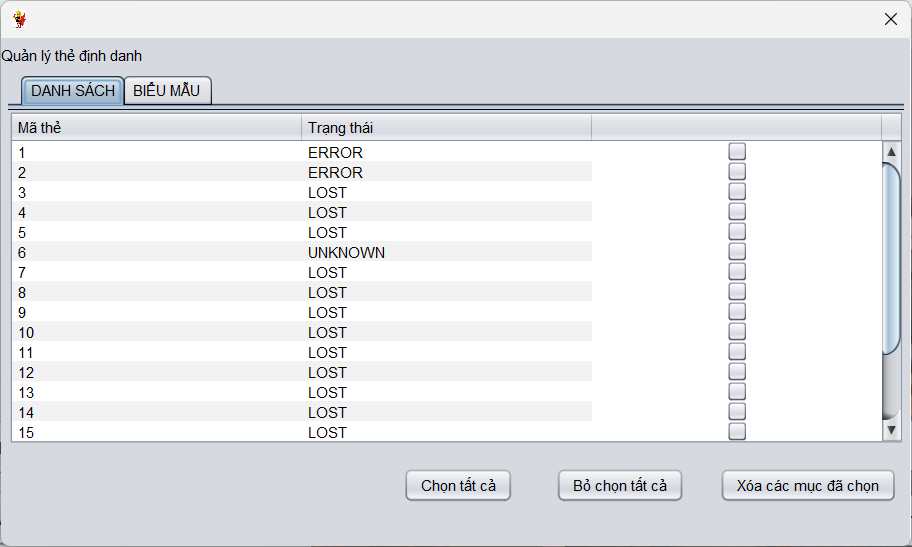 Quản lý thẻ định danh
DANH SÁCH BIỂU MẪU
Mã thẻ Trạng thái
1 ERROR
2 ERROR
3 LOST
4 LOST
5 LOST
6 UNKNOWN
7 LOST
8 LOST
9 LOST
10 LOST
11 LOST
12 LOST
13 LOST
14 LOST
15 LOST
Chọn tất cả Bỏ chọn tất cả Xóa các mục đã chọn